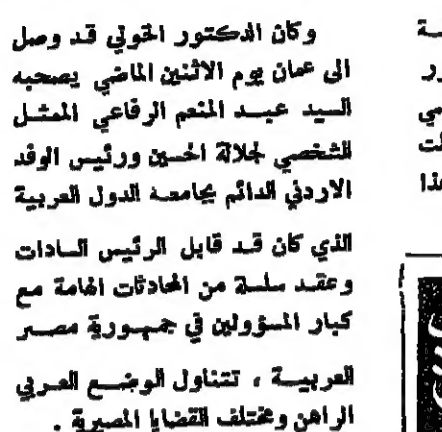 وكان الدكتور الخولي قد وصل
الى عمان يوم الاثنين الماضي يصحبه
السيد عبد المنعم الرفاعي الممثل
الشخصي لجلالة الحسين ورئيس الوفد
الاردني الدائم بجامعة الدول العربية
الذي كان قد قابل الرئيس السادات
وعقد سلسة من المحادثات الهامة مع
كبار المسؤولين في جمهورية مصر
العربية ، تتناول الوضع العربي
الراهن ومختلف القضايا المصيرية .